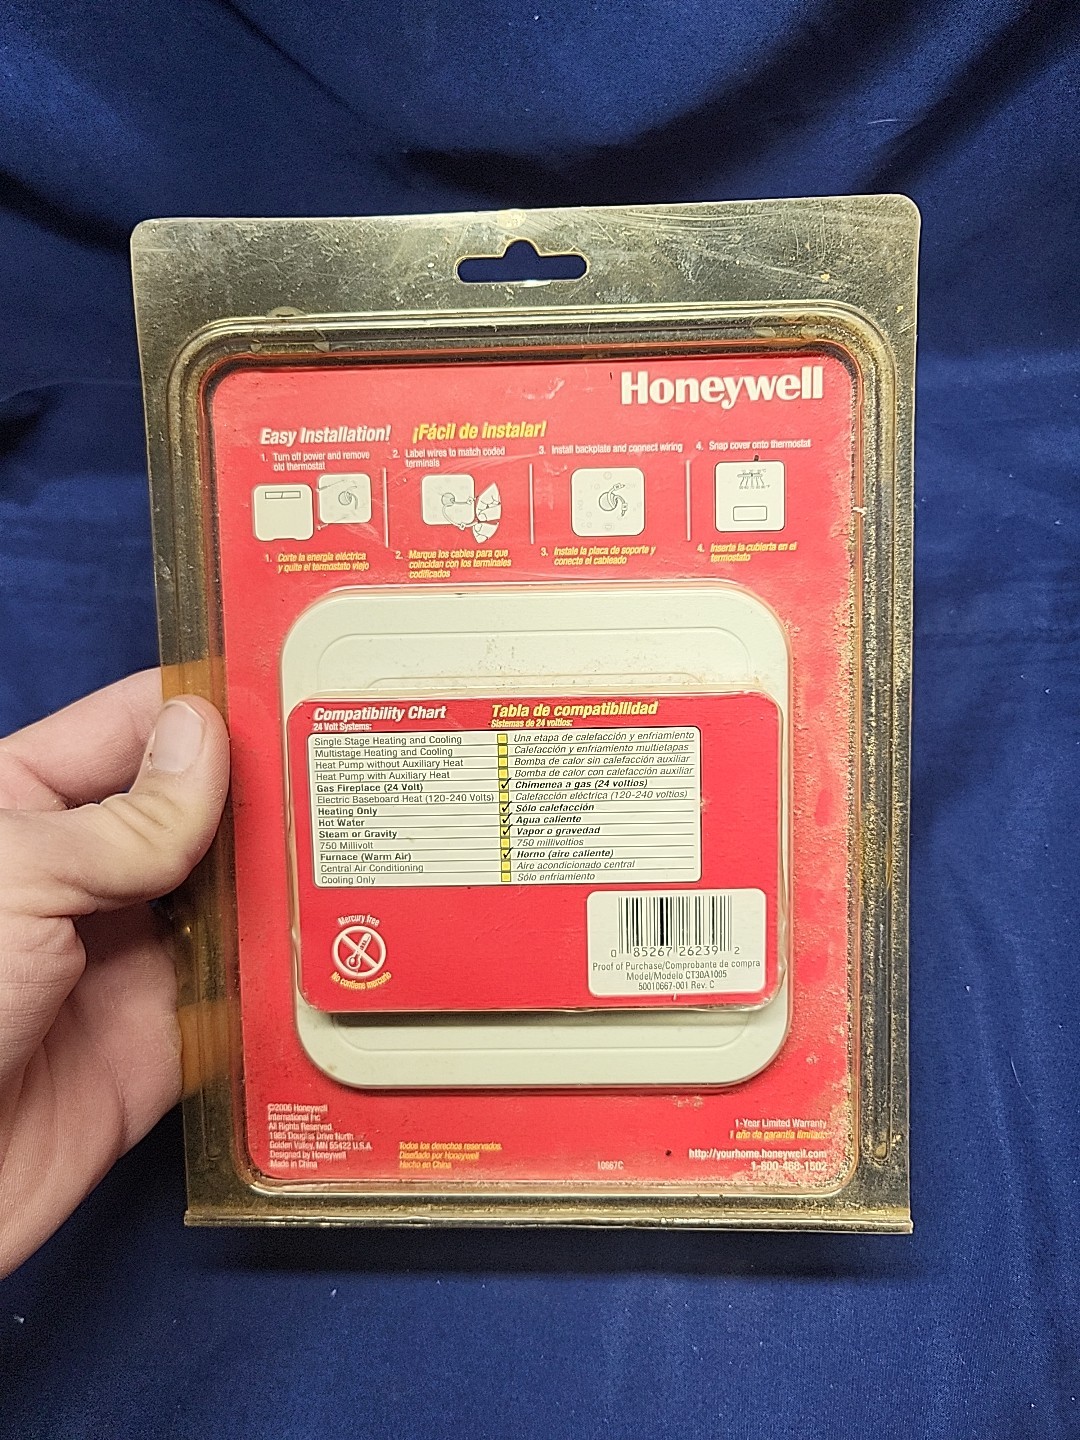 Honeywell
Easy Installation! ¡Fácil de instalar!
1. Turn off power and remove
old thermostat
2. Label wires to match coded
terminals
3. Install backplate and connect wiring
4. Snap cover onto thermostat
1. Corte la energía eléctrica
y quite el termostato viejo
2. Marque los cables para que
coincidan con los terminales
codificados
3. Instale la placa de soporte y
conecte el cableado
4. Inserte la cubierta en el
termostato
Compatibility Chart Tabla de compatibilidad
24 Volt Systems: Sistemas de 24 voltios:
Single Stage Heating and Cooling Una etapa de calefacción y enfriamiento
Multistage Heating and Cooling Calefacción y enfriamiento multietapas
Heat Pump without Auxiliary Heat Bomba de calor sin calefacción auxiliar
Heat Pump with Auxiliary Heat Bomba de calor con calefacción auxiliar
Gas Fireplace (24 Volt) ✓ Chimenea a gas (24 voltios)
Electric Baseboard Heat (120-240 Volts) Calefacción eléctrica (120-240 voltios)
Heating Only ✓ Sólo calefacción
Hot Water ✓ Agua caliente
Steam or Gravity ✓ Vapor o gravedad
750 Millivolt 750 millivoltios
Furnace (Warm Air) ✓ Horno (aire caliente)
Central Air Conditioning Aire acondicionado central
Cooling Only Sólo enfriamiento
Mercury free
No contiene mercurio
0 85267 26239 2
Proof of Purchase/Comprobante de compra
Model/Modelo CT30A1005
50010667-001 Rev. C
©2006 Honeywell
International Inc.
All Rights Reserved.
1985 Douglas Drive North
Golden Valley, MN 55422 U.S.A.
Designed by Honeywell
Made in China
Todos los derechos reservados.
Diseñado por Honeywell
Hecho en China
10667C
1-Year Limited Warranty
1 año de garantía limitada
http://yourhome.honeywell.com
1-800-468-1502